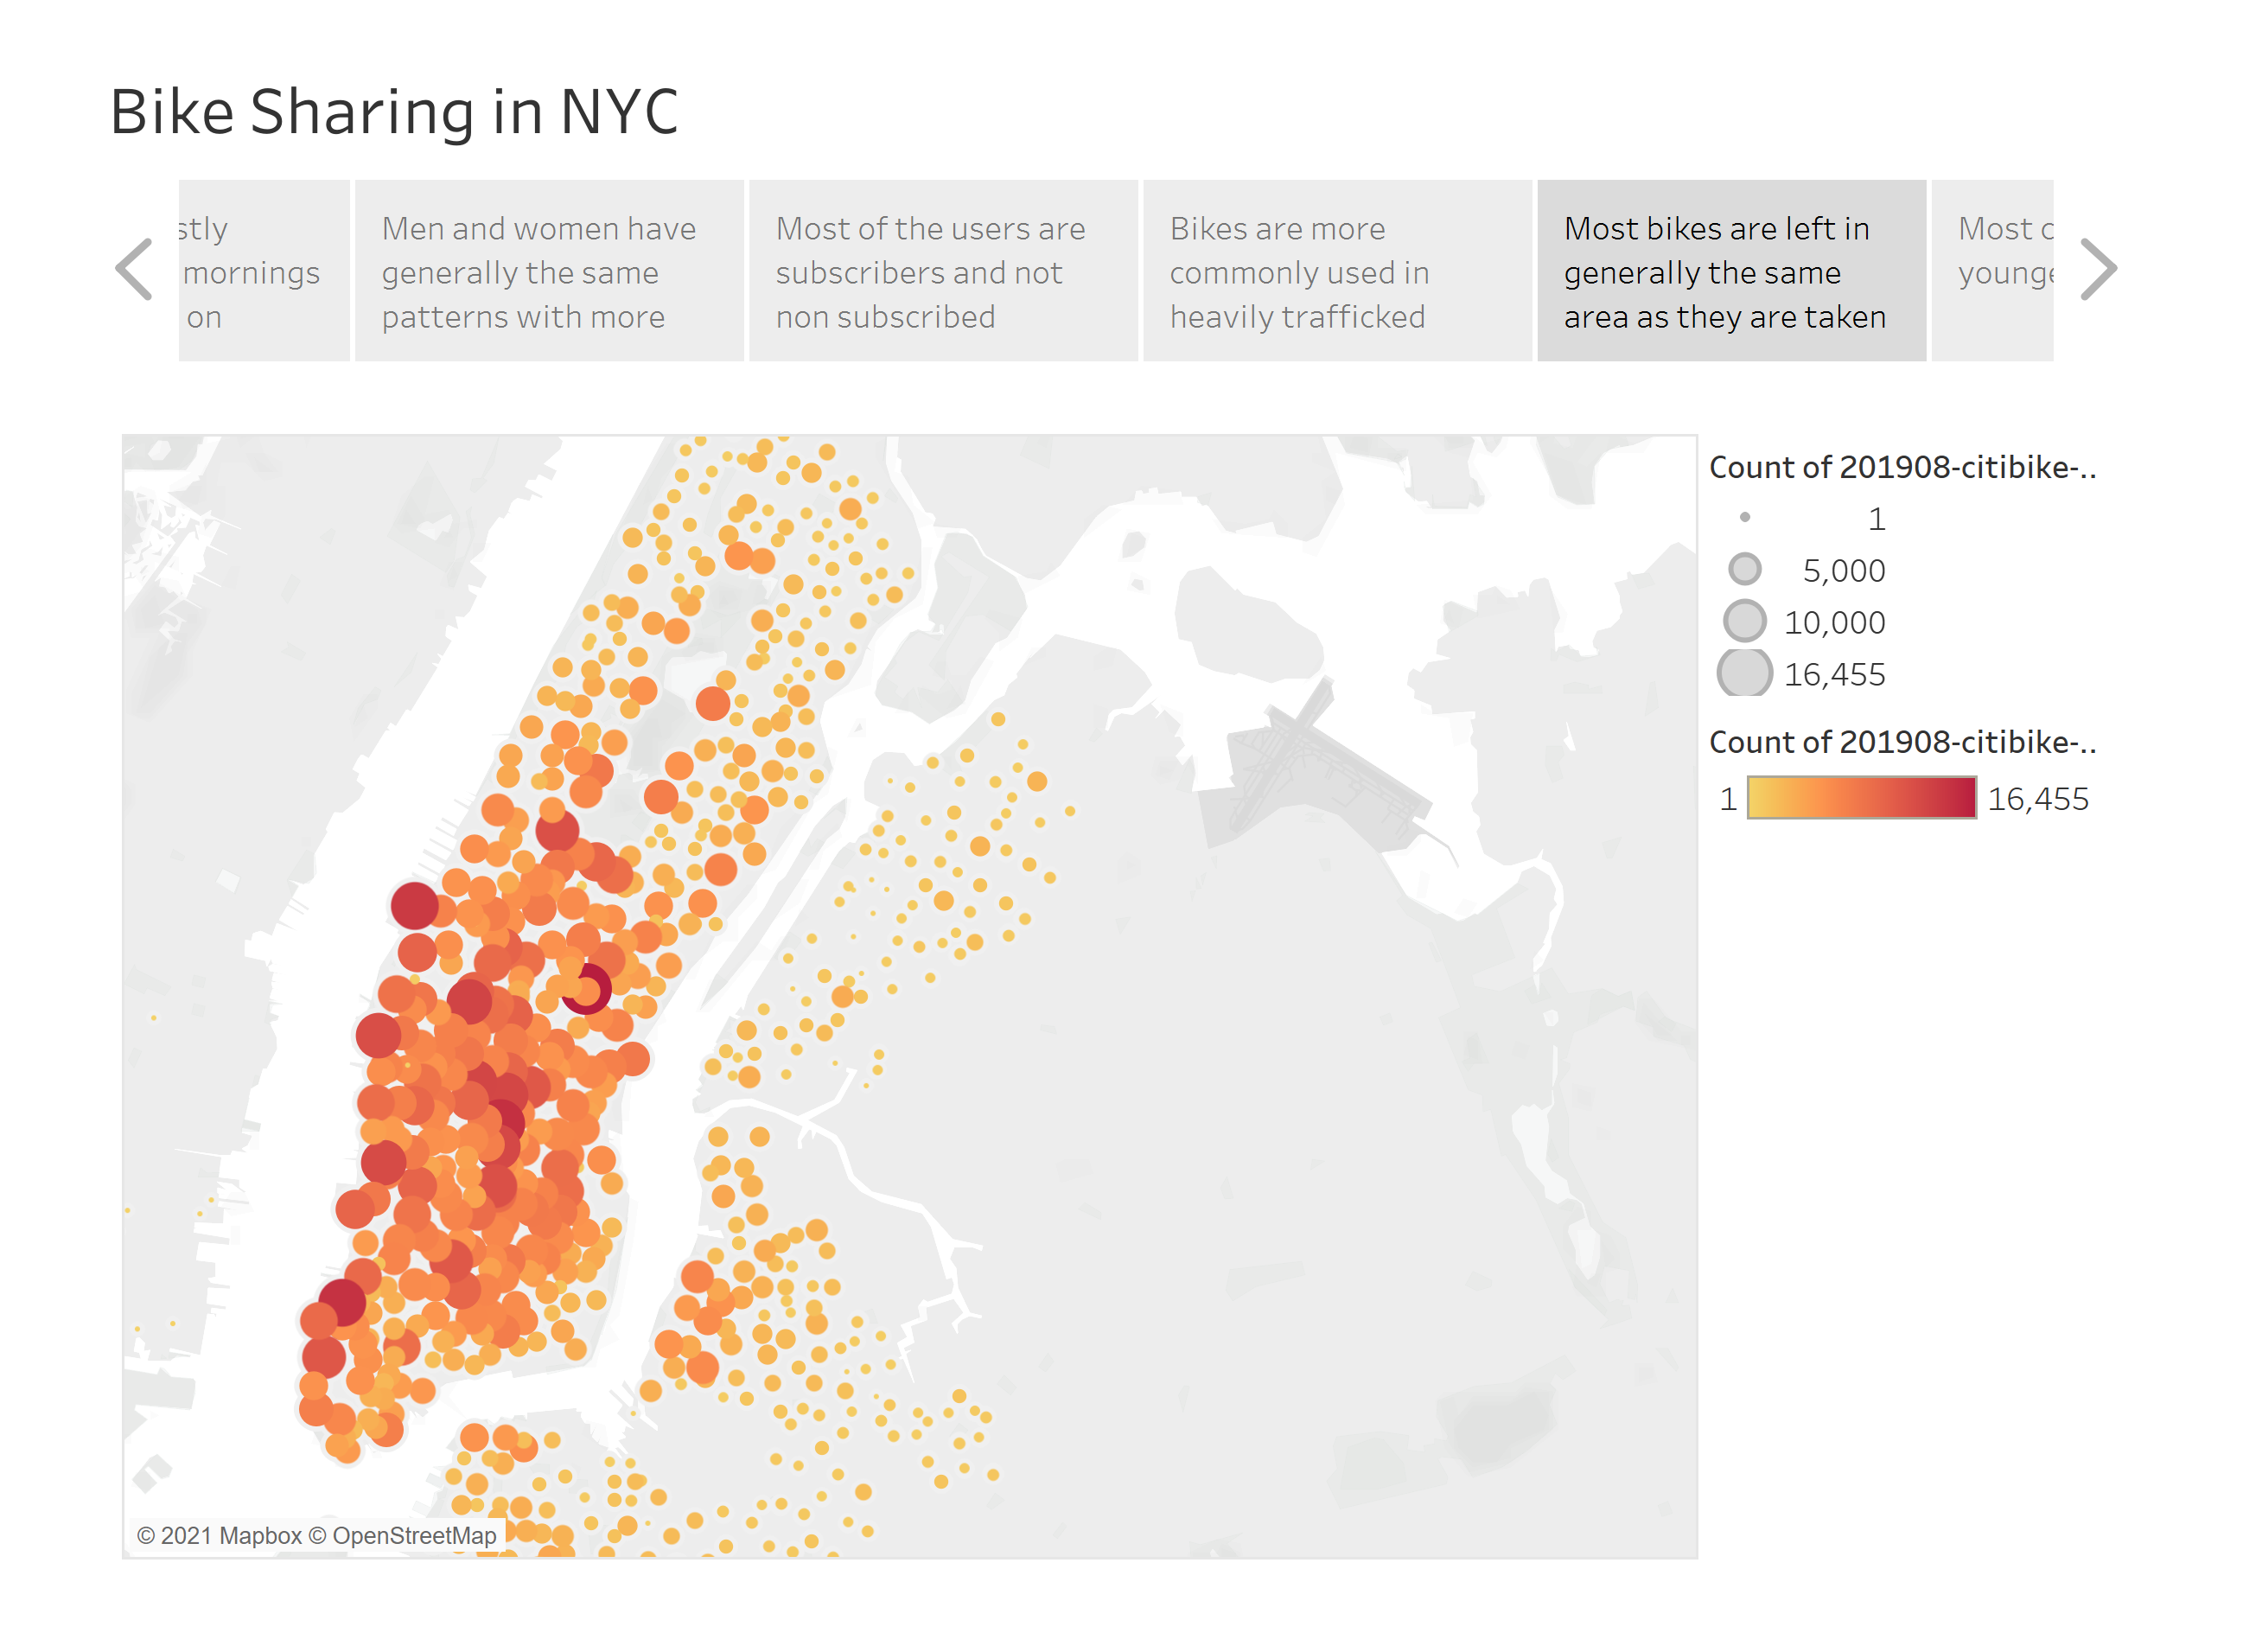 Bike Sharing in NYC
stly
mornings
on
Men and women have
generally the same
patterns with more
Most of the users are
subscribers and not
non subscribed
Bikes are more
commonly used in
heavily trafficked
Most bikes are left in
generally the same
area as they are taken
Most c
younge
Count of 201908-citibike-..
1
5,000
10,000
16,455
Count of 201908-citibike-..
1 16,455
© 2021 Mapbox © OpenStreetMap